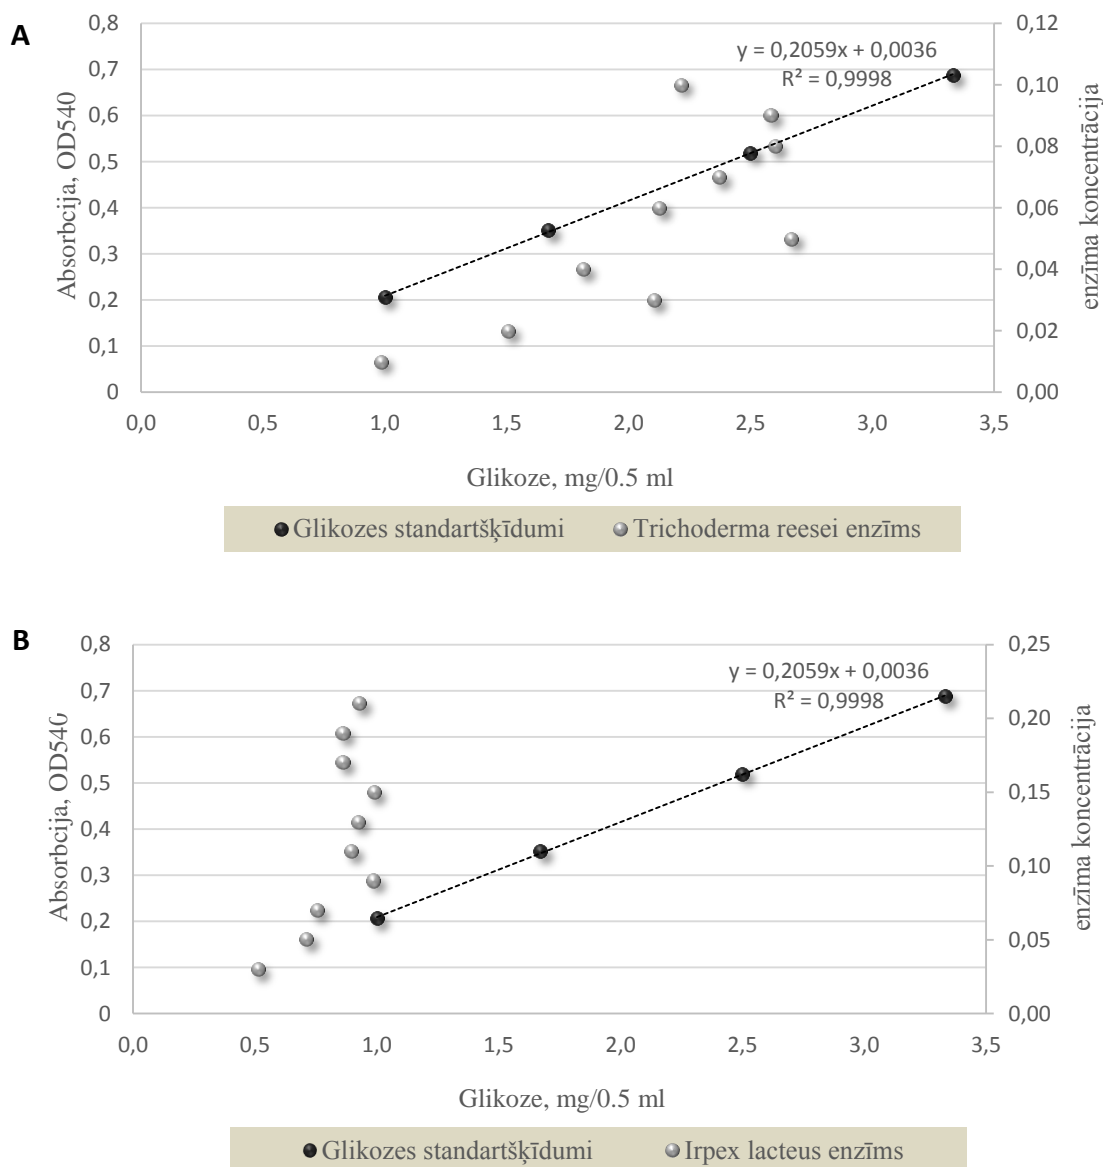 A
Absorbcija, OD540
0,8
0,7
0,6
0,5
0,4
0,3
0,2
0,1
0
y = 0,2059x + 0,0036
R² = 0,9998
0,12
0,10
0,08
0,06
0,04
0,02
0,00
enzīma koncentrācija
0,0 0,5 1,0 1,5 2,0 2,5 3,0 3,5
Glikoze, mg/0.5 ml
Glikozes standartšķīdumi Trichoderma reesei enzīms
B
Absorbcija, OD540
0,8
0,7
0,6
0,5
0,4
0,3
0,2
0,1
0
y = 0,2059x + 0,0036
R² = 0,9998
0,25
0,20
0,15
0,10
0,05
0,00
enzīma koncentrācija
0,0 0,5 1,0 1,5 2,0 2,5 3,0 3,5
Glikoze, mg/0.5 ml
Glikozes standartšķīdumi Irpex lacteus enzīms